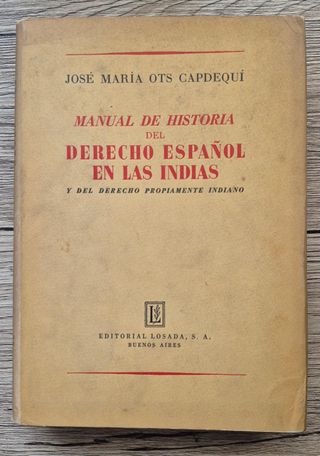 JOSÉ MARÍA OTS CAPDEQUÍ
MANUAL DE HISTORIA
DEL
DERECHO ESPAÑOL
EN LAS INDIAS
Y DEL DERECHO PROPIAMENTE INDIANO
L
EDITORIAL LOSADA, S. A.
BUENOS AIRES